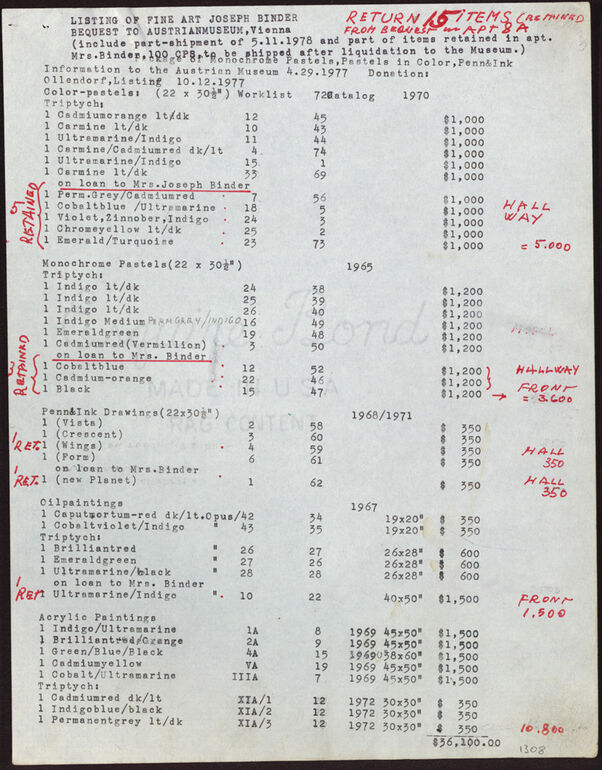 LISTING OF FINE ART JOSEPH BINDER
BEQUEST TO AUSTRIANMUSEUM,Vienna
RETURN 15 ITEMS (RETAINED
FROM BEQUEST in APT 8A
(include part-shipment of 5.11.1978 and part of items retained in apt.
Mrs.Binder,100 CPS,to be shipped after liquidation to the Museum.)
Package of Monochrome Pastels,Pastels in Color,Penn&Ink
Information to the Austrian Museum 4.29.1977 Donation:
Ollendorf,Listing 10.12.1977
Color-pastels: (22 x 30½") Worklist 72 Catalog 1970
Triptych:
1 Cadmiumorange lt/dk 12 45 $1,000
1 Carmine lt/dk 10 43 $1,000
1 Ultramarine/Indigo 11 44 $1,000
1 Carmine/Cadmiumred dk/lt 4 74 $1,000
1 Ultramarine/Indigo 15 1 $1,000
1 Carmine lt/dk 33 69 $1,000
on loan to Mrs.Joseph Binder
5 RETAINED
1 Perm.Grey/Cadmiumred 7 56 $1,000 HALL
1 Cobaltblue /Ultramarine 18 5 $1,000 WAY
1 Violet,Zinnober,Indigo 24 3 $1,000
1 Chromeyellow lt/dk 25 2 $1,000
1 Emerald/Turquoise 23 73 $1,000 = 5.000
Monochrome Pastels(22 x 30½") 1965
Triptych:
1 Indigo lt/dk 24 38 $1,200
1 Indigo lt/dk 25 39 $1,200
1 Indigo lt/dk 26 40 $1,200
1 Indigo Medium PERMGREY/INDIGO 16 49 $1,200
1 Emeraldgreen 19 48 $1,200
1 Cadmiumred(Vermillion) 3 50 $1,200
on loan to Mrs. Binder
3 RETAINED
1 Cobaltblue 12 52 $1,200 HALLWAY
1 Cadmium-orange 22 46 $1,200
1 Black 15 47 $1,200 → FRONT
= 3.600
Bond
MADE IN U.S.A
RAG CONTENT
Penn&Ink Drawings(22x30½") 1968/1971
1 (Vista) 2 58 $ 350
1 (Crescent) 3 60 $ 350
1 RET. 1 (Wings) 4 59 $ 350 HALL
1 (Form) 6 61 $ 350 350
on loan to Mrs.Binder
1 RET. 1 (new Planet) 1 62 $ 350 HALL
350
Oilpaintings 1967
1 Caputmortum-red dk/lt.Opus/42 34 19x20" $ 350
1 Cobaltviolet/Indigo " 43 35 19x20" $ 350
Triptych:
1 Brilliantred " 26 27 26x28" $ 600
1 Emeraldgreen " 27 26 26x28" $ 600
1 Ultramarine/black " 28 28 26x28" $ 600
on loan to Mrs. Binder
1 RET. 1 Ultramarine/Indigo " 10 22 40x50" $1,500 FRONT
1,500
Acrylic Paintings
1 Indigo/Ultramarine 1A 8 1969 45x50" $1,500
1 Brilliantred/Orange 2A 9 1969 45x50" $1,500
1 Green/Blue/Black 4A 15 1969 38x60" $1,500
1 Cadmiumyellow VA 19 1969 45x50" $1,500
1 Cobalt/Ultramarine IIIA 7 1969 45x50" $1,500
Triptych:
1 Cadmiumred dk/lt XIA/1 12 1972 30x30" $ 350
1 Indigoblue/black XIA/2 12 1972 30x30" $ 350
1 Permanentgrey lt/dk XIA/3 12 1972 30x30" $ 350 10.800
$36,100.00
1308